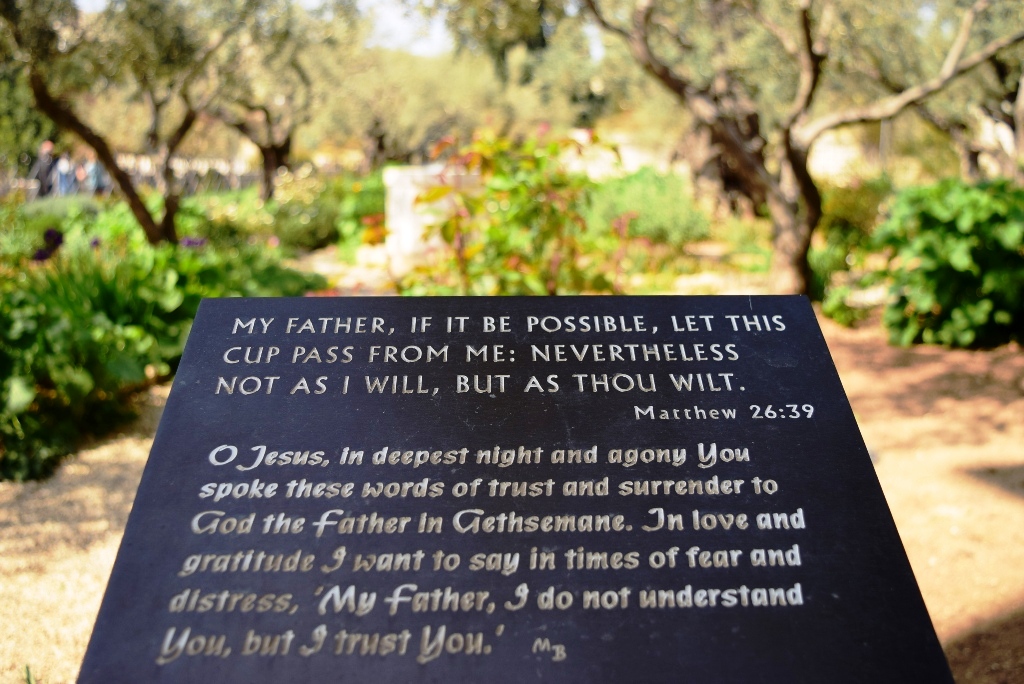 MY FATHER, IF IT BE POSSIBLE, LET THIS
CUP PASS FROM ME: NEVERTHELESS
NOT AS I WILL, BUT AS THOU WILT.
Matthew 26:39
O Jesus, in deepest night and agony You
spoke these words of trust and surrender to
God the Father in Gethsemane. In love and
gratitude I want to say in times of fear and
distress, 'My Father, I do not understand
You, but I trust You.' MB